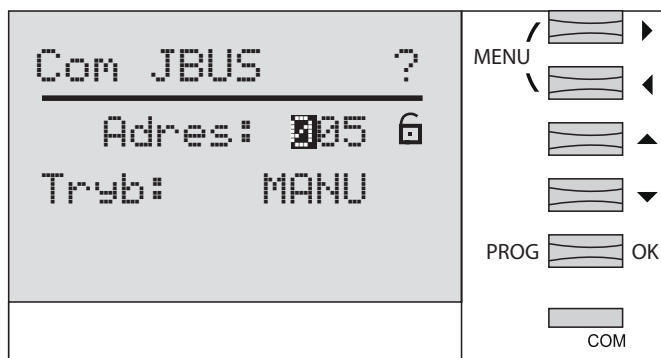 Com JBUS ?
Adres: 005
Tryb: MANU
MENU
PROG OK
COM